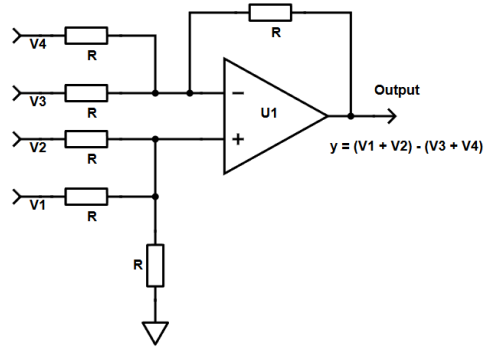 R
V4
R
V3
R
V2
R
V1
R
R
U1
Output
y = (V1 + V2) - (V3 + V4)